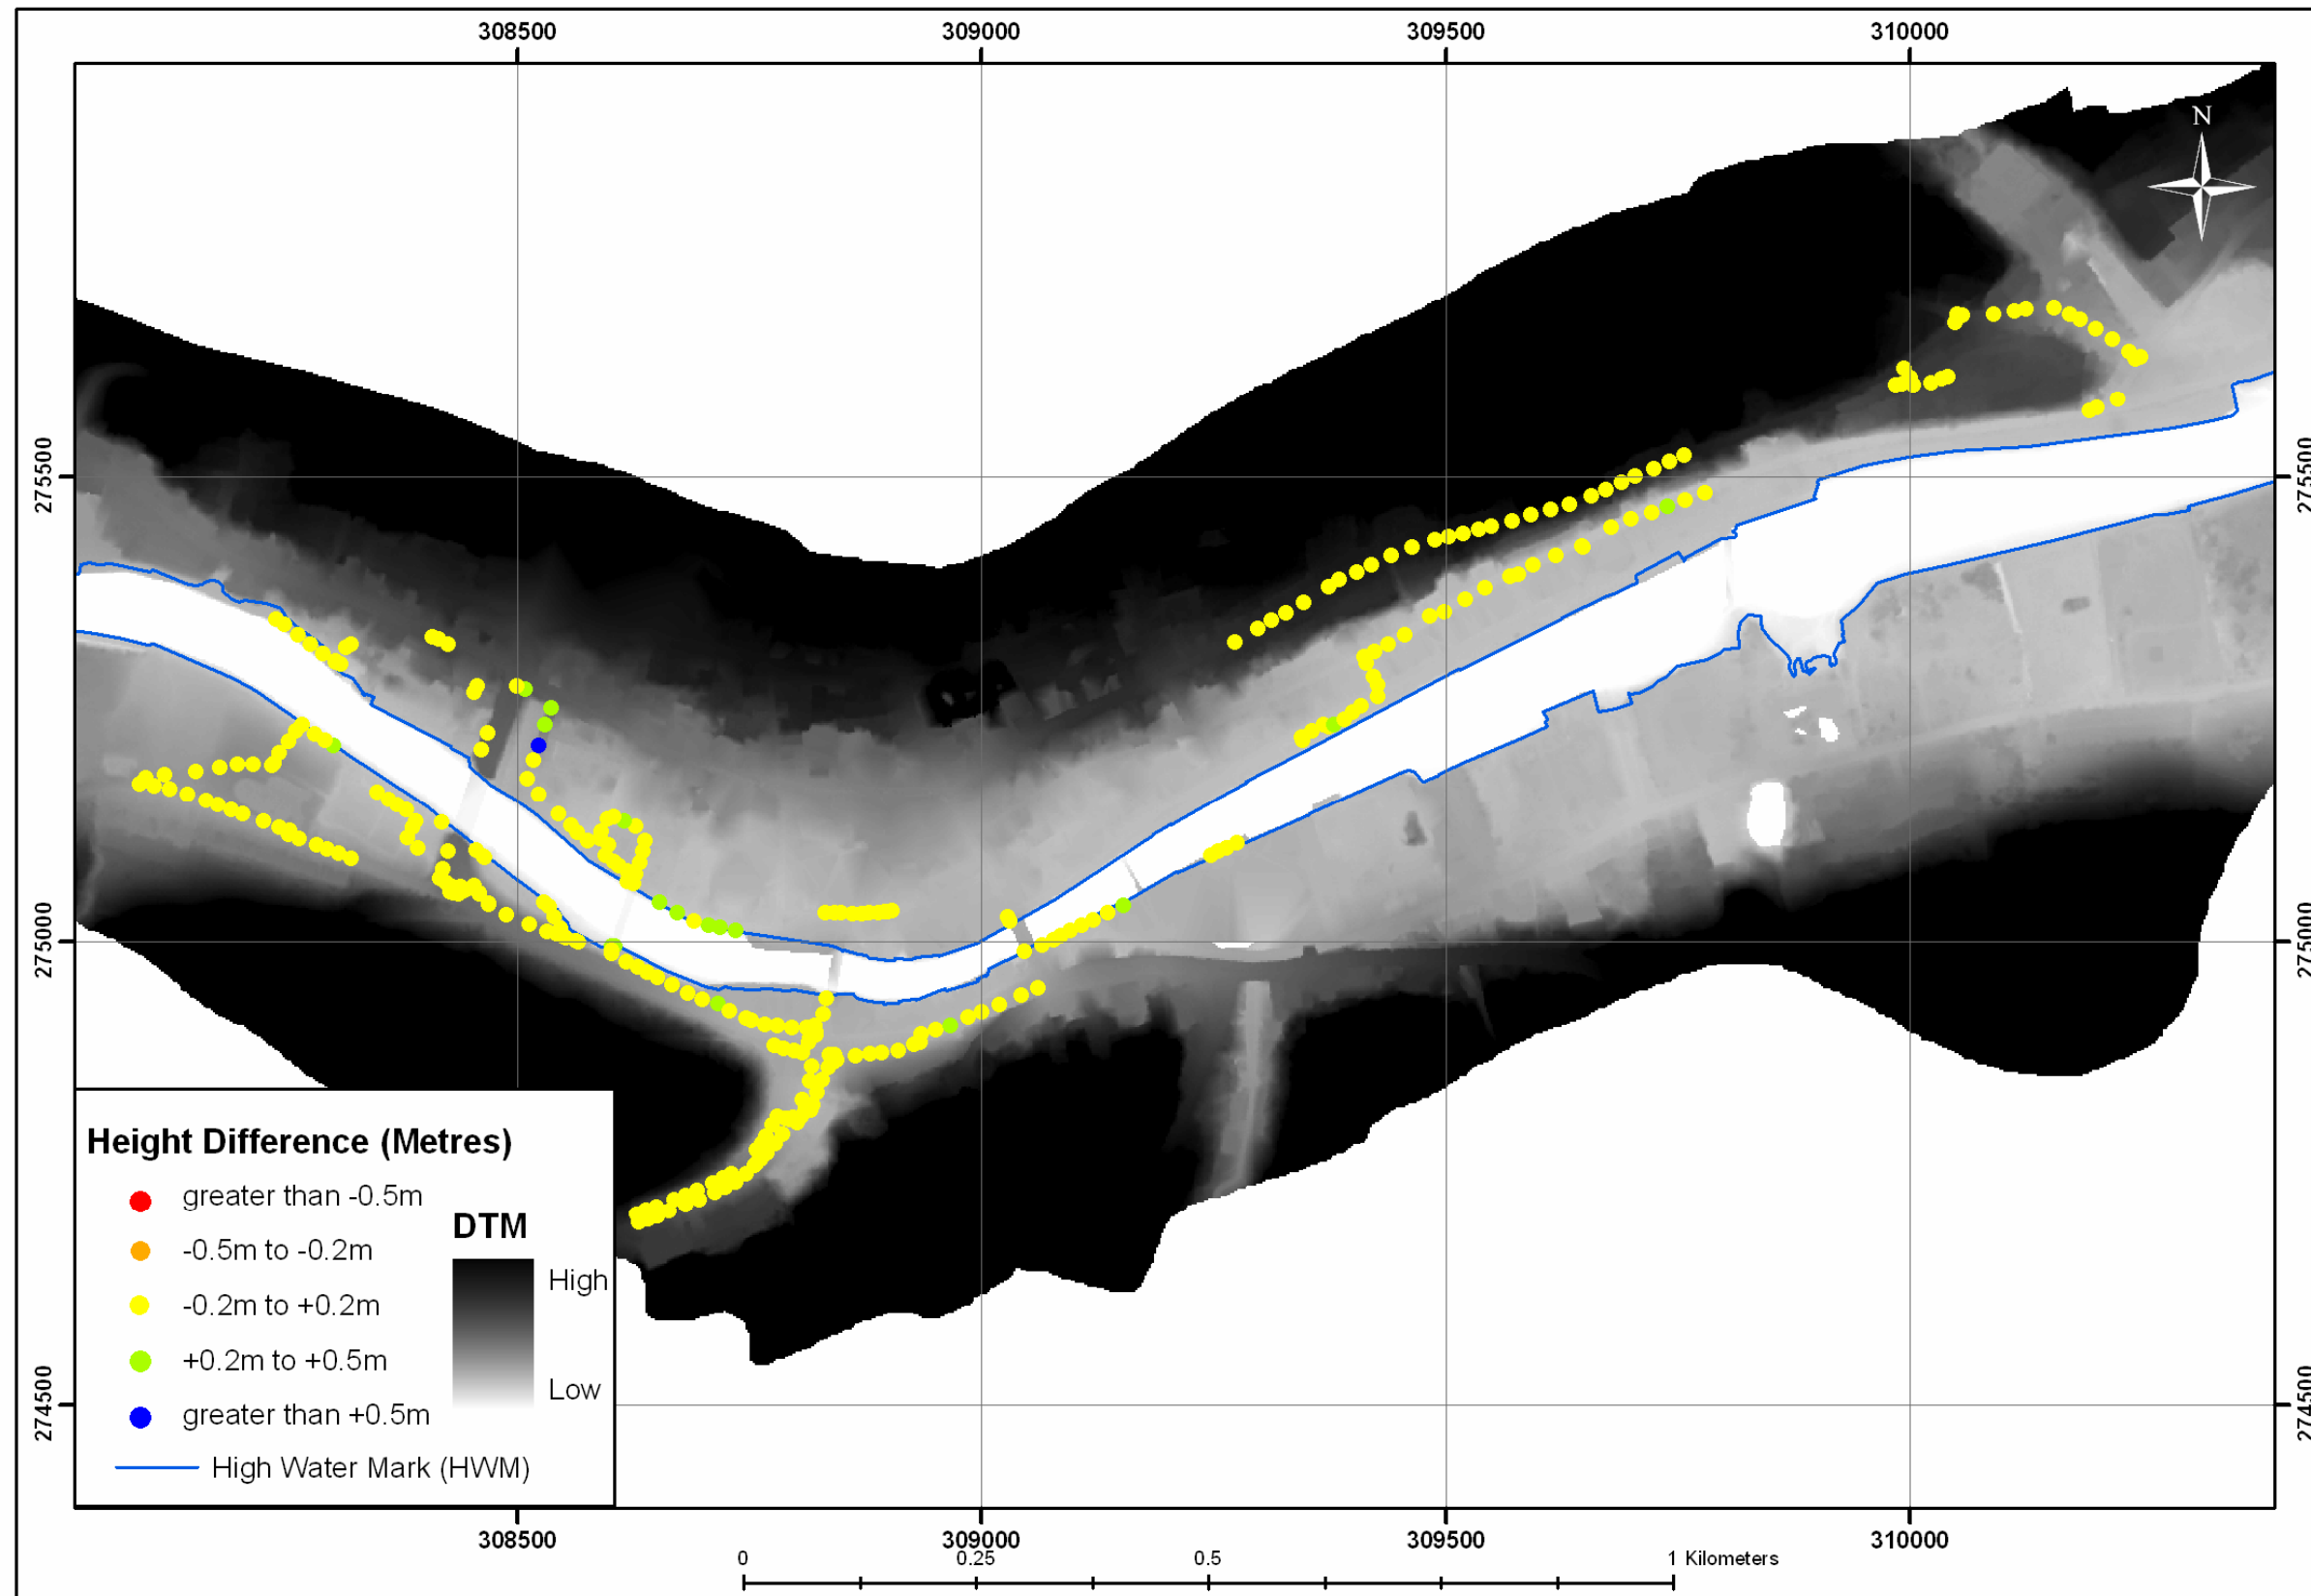 308500 309000 309500 310000
N
275500 275500
275000 275000
Height Difference (Metres)
greater than -0.5m
-0.5m to -0.2m
-0.2m to +0.2m
+0.2m to +0.5m
greater than +0.5m
High Water Mark (HWM)
DTM
High
Low
274500 274500
308500 309000 309500 310000
0 0.25 0.5 1 Kilometers